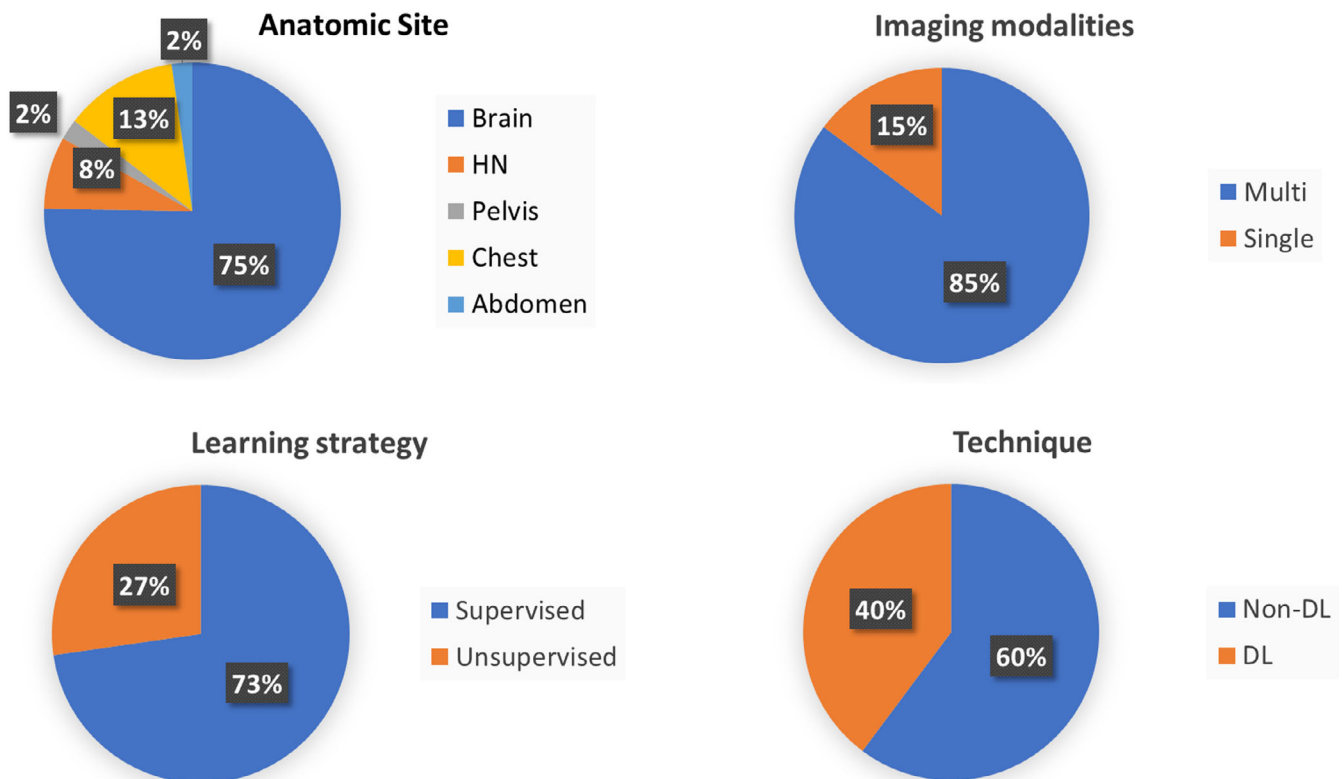 Anatomic Site
2%
2%
13%
8%
75%
Brain
HN
Pelvis
Chest
Abdomen
Imaging modalities
15%
85%
Multi
Single
Learning strategy
27%
73%
Supervised
Unsupervised
Technique
40%
60%
Non-DL
DL